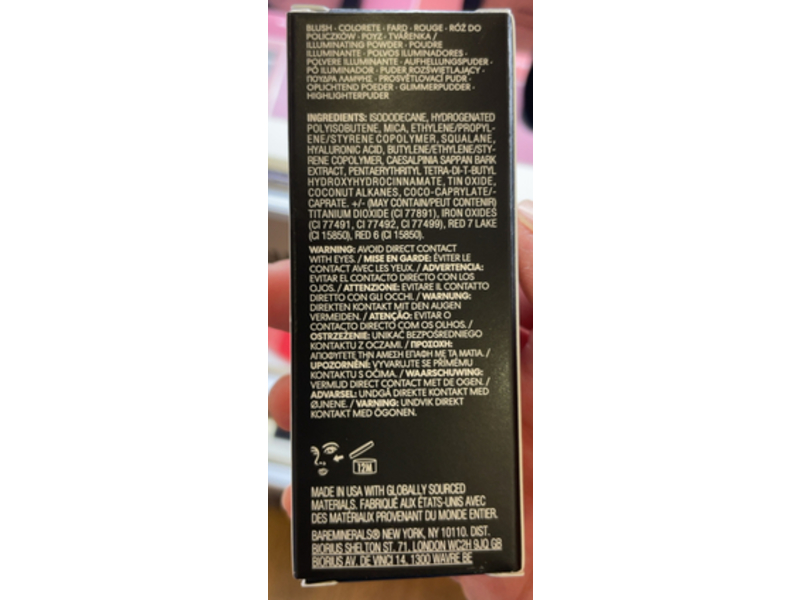 BLUSH · COLORETE · FARD · ROUGE · RÓŻ DO
POLICZKÓW · ΡΟΥΖ · TVÁŘENKA /
ILLUMINATING POWDER · POUDRE
ILLUMINANTE · POLVOS ILUMINADORES ·
POLVERE ILLUMINANTE · AUFHELLUNGSPUDER ·
PÓ ILUMINADOR · PUDER ROZŚWIETLAJĄCY ·
ΠΟΥΔΡΑ ΛΑΜΨΗΣ · PROSVĚTLOVACÍ PUDR ·
OPLICHTEND POEDER · GLIMMERPUDDER ·
HIGHLIGHTERPUDER
INGREDIENTS: ISODODECANE, HYDROGENATED
POLYISOBUTENE, MICA, ETHYLENE/PROPYL-
ENE/STYRENE COPOLYMER, SQUALANE,
HYALURONIC ACID, BUTYLENE/ETHYLENE/STY-
RENE COPOLYMER, CAESALPINIA SAPPAN BARK
EXTRACT, PENTAERYTHRITYL TETRA-DI-T-BUTYL
HYDROXYHYDROCINNAMATE, TIN OXIDE,
COCONUT ALKANES, COCO-CAPRYLATE/-
CAPRATE. +/- (MAY CONTAIN/PEUT CONTENIR)
TITANIUM DIOXIDE (CI 77891), IRON OXIDES
(CI 77491, CI 77492, CI 77499), RED 7 LAKE
(CI 15850), RED 6 (CI 15850).
WARNING: AVOID DIRECT CONTACT
WITH EYES. / MISE EN GARDE: ÉVITER LE
CONTACT AVEC LES YEUX. / ADVERTENCIA:
EVITAR EL CONTACTO DIRECTO CON LOS
OJOS. / ATTENZIONE: EVITARE IL CONTATTO
DIRETTO CON GLI OCCHI. / WARNUNG:
DIREKTEN KONTAKT MIT DEN AUGEN
VERMEIDEN. / ATENÇÃO: EVITAR O
CONTACTO DIRECTO COM OS OLHOS. /
OSTRZEŻENIE: UNIKAĆ BEZPOŚREDNIEGO
KONTAKTU Z OCZAMI. / ΠΡΟΣΟΧΗ:
ΑΠΟΦΥΓΕΤΕ ΤΗΝ ΑΜΕΣΗ ΕΠΑΦΗ ΜΕ ΤΑ ΜΑΤΙΑ. /
UPOZORNĚNÍ: VYVARUJTE SE PŘÍMÉMU
KONTAKTU S OČIMA. / WAARSCHUWING:
VERMIJD DIRECT CONTACT MET DE OGEN. /
ADVARSEL: UNDGÅ DIREKTE KONTAKT MED
ØJNENE. / VARNING: UNDVIK DIREKT
KONTAKT MED ÖGONEN.
12M
MADE IN USA WITH GLOBALLY SOURCED
MATERIALS. FABRIQUÉ AUX ÉTATS-UNIS AVEC
DES MATÉRIAUX PROVENANT DU MONDE ENTIER.
BAREMINERALS® NEW YORK, NY 10110. DIST.
BIORIUS SHELTON ST. 71, LONDON WC2H 9JQ GB
BIORIUS AV. DE VINCI 14, 1300 WAVRE BE